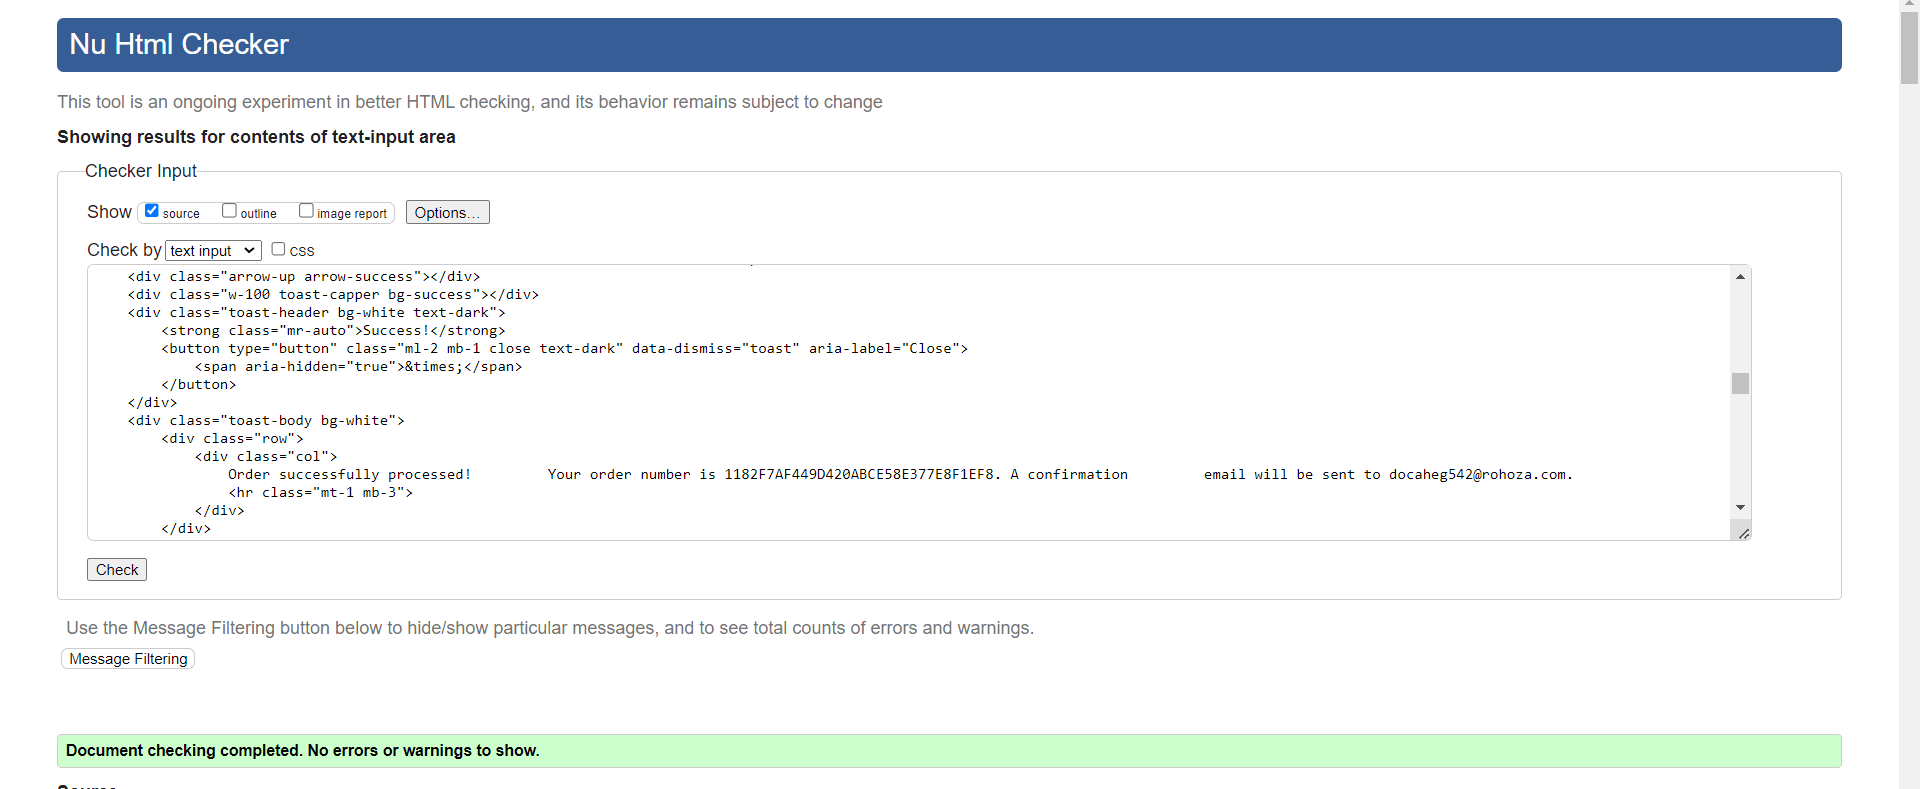 Nu Html Checker
This tool is an ongoing experiment in better HTML checking, and its behavior remains subject to change
Showing results for contents of text-input area
Checker Input
Show source outline image report Options...
Check by text input CSS
<div class="arrow-up arrow-success"></div>
<div class="w-100 toast-capper bg-success"></div>
<div class="toast-header bg-white text-dark">
<strong class="mr-auto">Success!</strong>
<button type="button" class="ml-2 mb-1 close text-dark" data-dismiss="toast" aria-label="Close">
<span aria-hidden="true">&times;</span>
</button>
</div>
<div class="toast-body bg-white">
<div class="row">
<div class="col">
Order successfully processed! Your order number is 1182F7AF449D420ABCE58E377E8F1EF8. A confirmation email will be sent to docaheg542@rohoza.com.
<hr class="mt-1 mb-3">
</div>
</div>
Check
Use the Message Filtering button below to hide/show particular messages, and to see total counts of errors and warnings.
Message Filtering
Document checking completed. No errors or warnings to show.